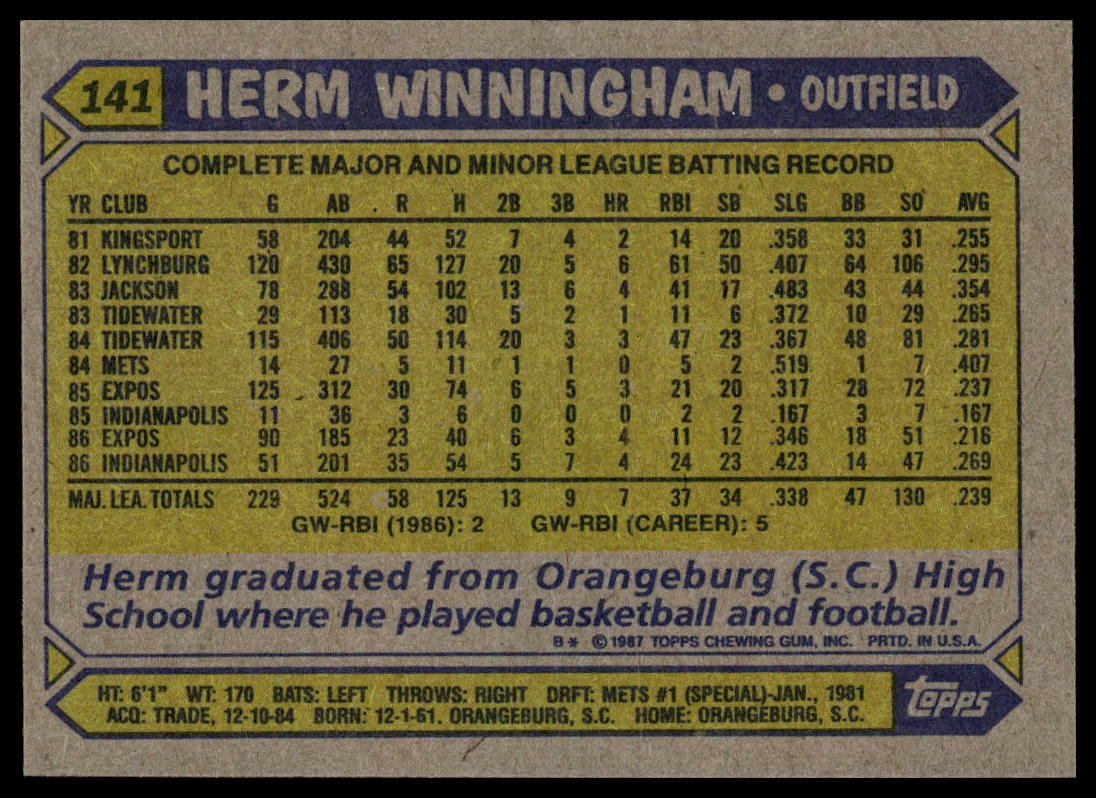 141 HERM WINNINGHAM • OUTFIELD
COMPLETE MAJOR AND MINOR LEAGUE BATTING RECORD
YR CLUB G AB R H 2B 3B HR RBI SB SLG BB SO AVG
81 KINGSPORT 58 204 44 52 7 4 2 14 20 .358 33 31 .255
82 LYNCHBURG 120 430 65 127 20 5 6 61 50 .407 64 106 .295
83 JACKSON 78 288 54 102 13 6 4 41 17 .483 43 44 .354
83 TIDEWATER 29 113 18 30 5 2 1 11 6 .372 10 29 .265
84 TIDEWATER 115 406 50 114 20 3 3 47 23 .367 48 81 .281
84 METS 14 27 5 11 1 1 0 5 2 .519 1 7 .407
85 EXPOS 125 312 30 74 6 5 3 21 20 .317 28 72 .237
85 INDIANAPOLIS 11 36 3 6 0 0 0 2 2 .167 3 7 .167
86 EXPOS 90 185 23 40 6 3 4 11 12 .346 18 51 .216
86 INDIANAPOLIS 51 201 35 54 5 7 4 24 23 .423 14 47 .269
MAJ. LEA. TOTALS 229 524 58 125 13 9 7 37 34 .338 47 130 .239
GW-RBI (1986): 2 GW-RBI (CAREER): 5
Herm graduated from Orangeburg (S.C.) High
School where he played basketball and football.
B* © 1987 TOPPS CHEWING GUM, INC. PRTD. IN U.S.A.
HT: 6'1" WT: 170 BATS: LEFT THROWS: RIGHT DRFT: METS #1 (SPECIAL)-JAN., 1981
ACQ: TRADE, 12-10-84 BORN: 12-1-61. ORANGEBURG, S.C. HOME: ORANGEBURG, S.C.
topps